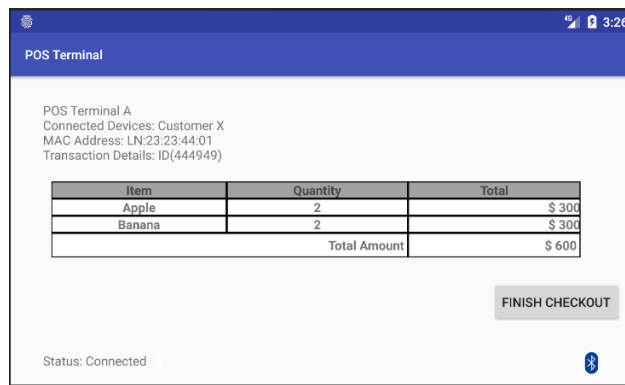 4G 3:26
POS Terminal
POS Terminal A
Connected Devices: Customer X
MAC Address: LN:23:23:44:01
Transaction Details: ID(444949)
Item Quantity Total
Apple 2 $ 300
Banana 2 $ 300
Total Amount $ 600
FINISH CHECKOUT
Status: Connected